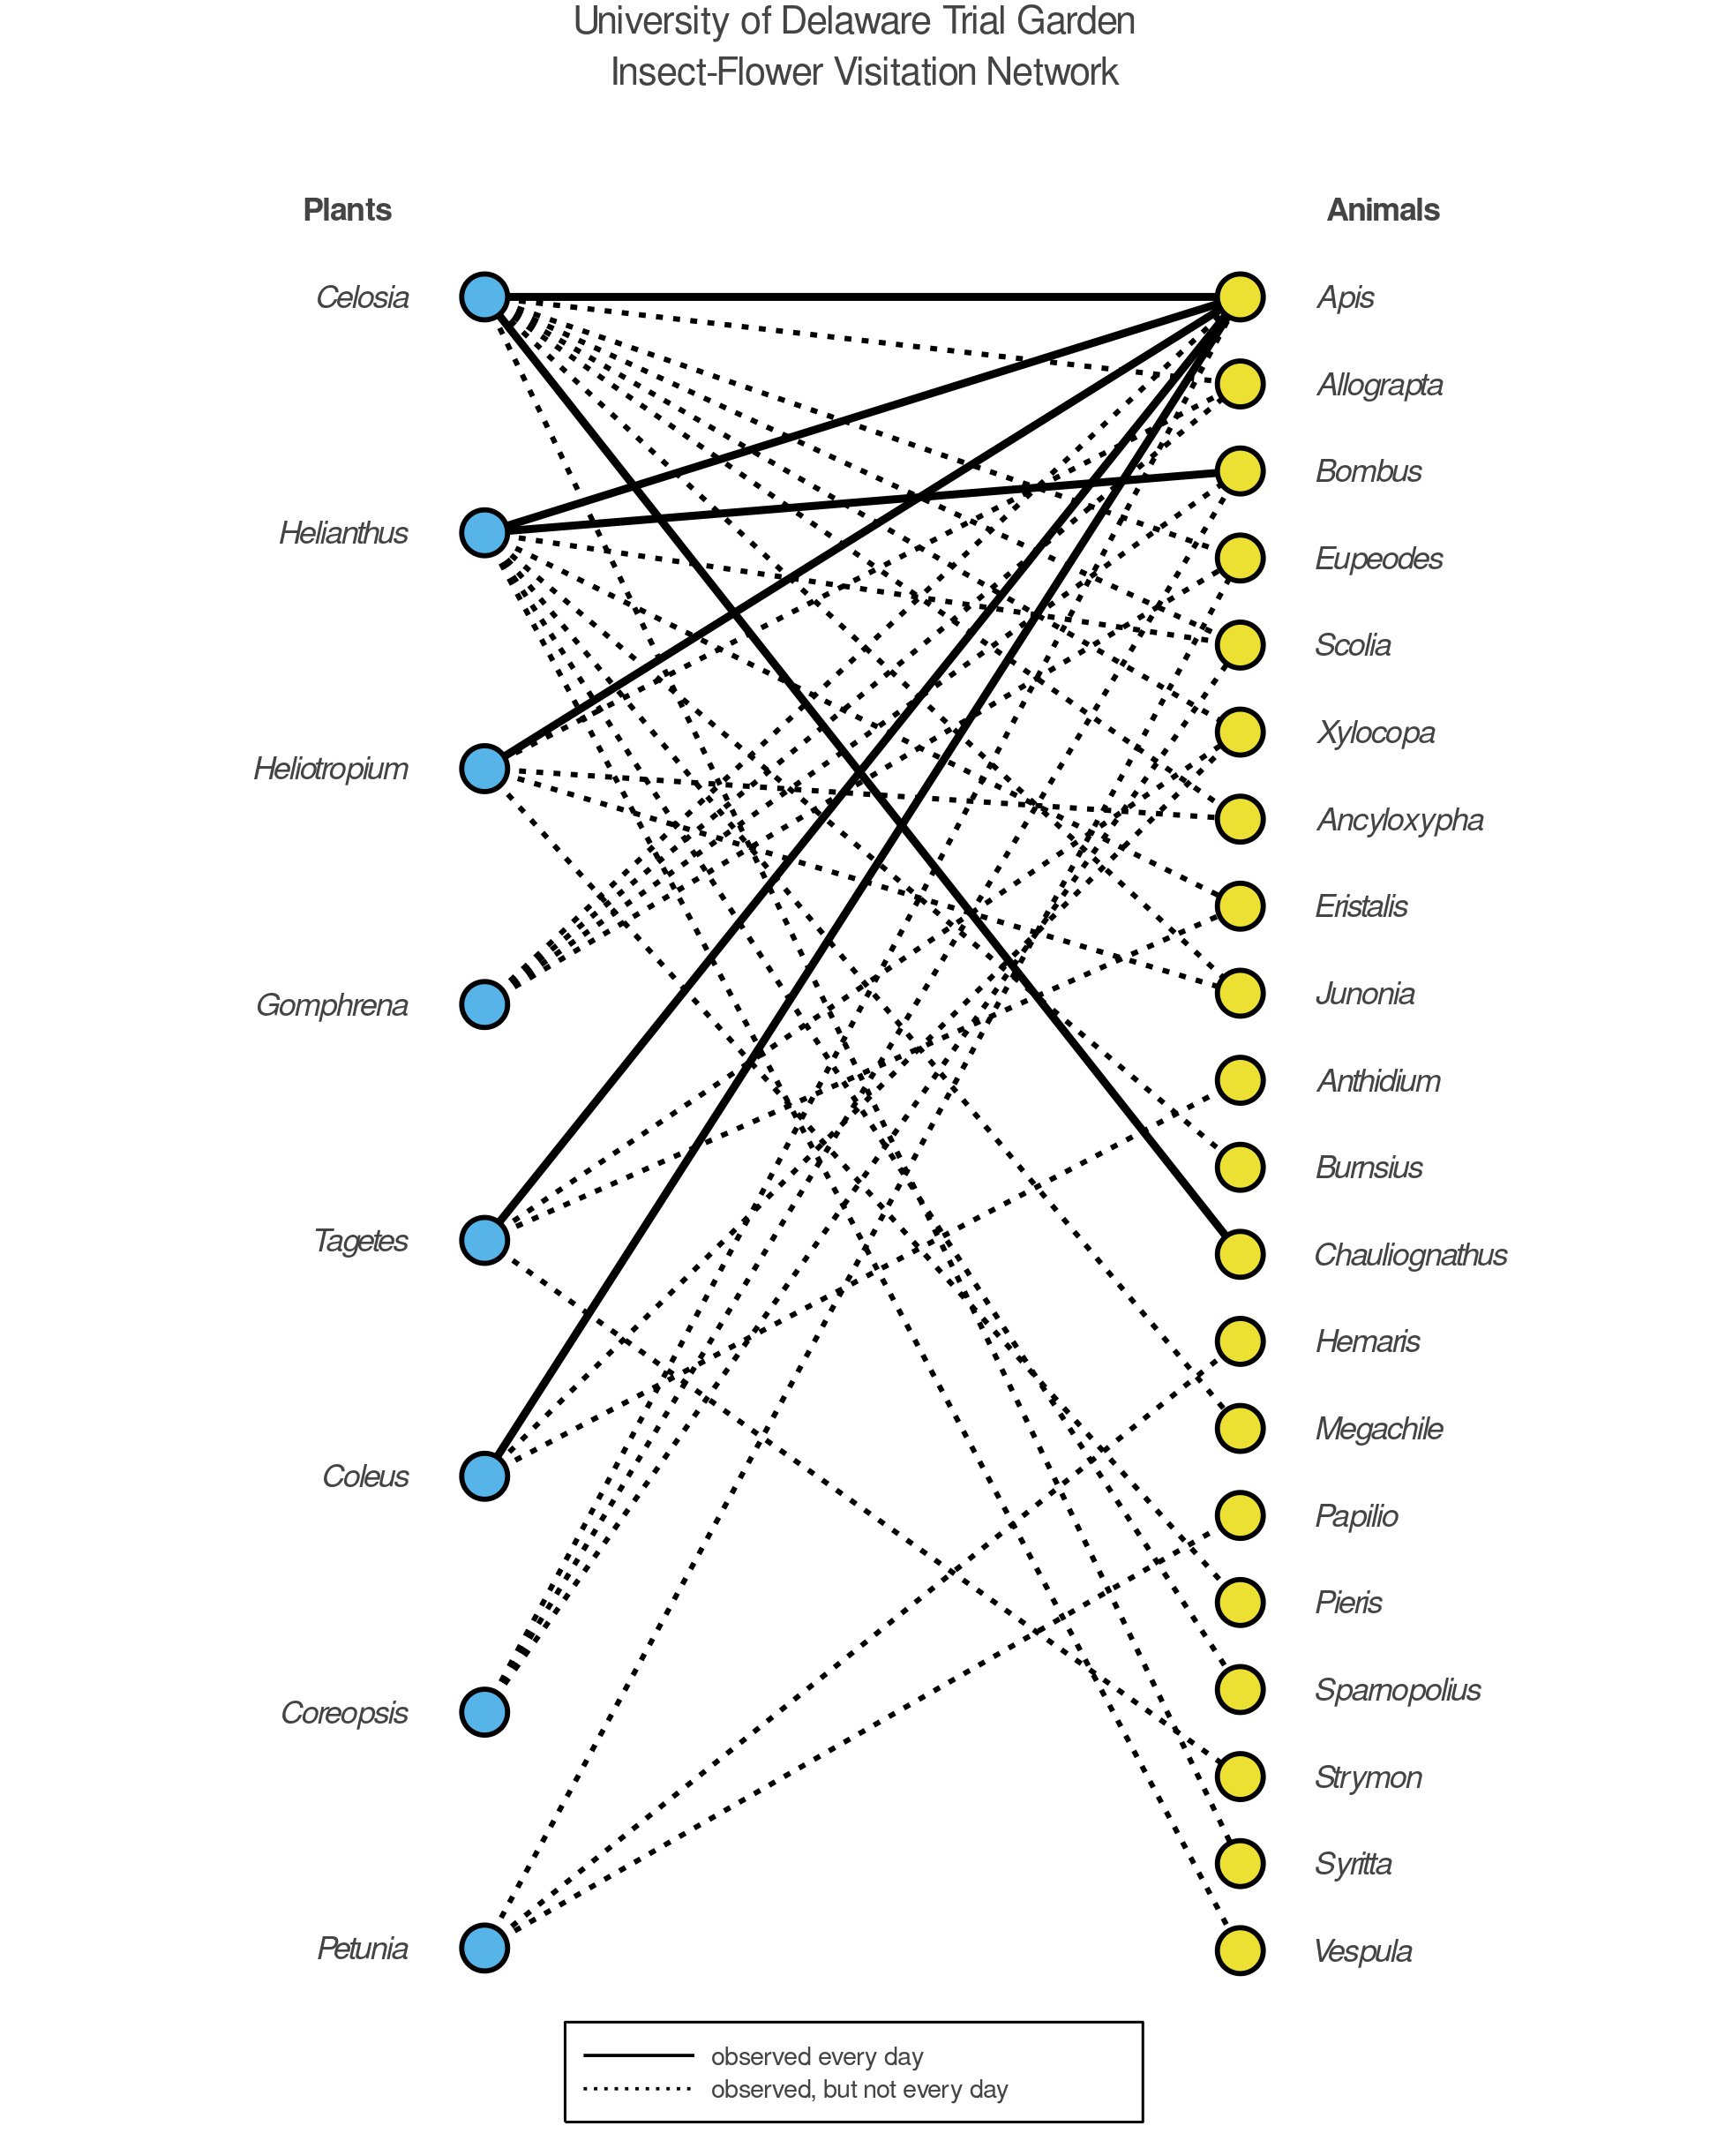 University of Delaware Trial Garden
Insect-Flower Visitation Network
Plants
Animals
Celosia
Helianthus
Heliotropium
Gomphrena
Tagetes
Coleus
Coreopsis
Petunia
Apis
Allograpta
Bombus
Eupeodes
Scolia
Xylocopa
Ancyloxypha
Eristalis
Junonia
Anthidium
Burnsius
Chauliognathus
Hemaris
Megachile
Papilio
Pieris
Sparnopolius
Strymon
Syritta
Vespula
observed every day
observed, but not every day